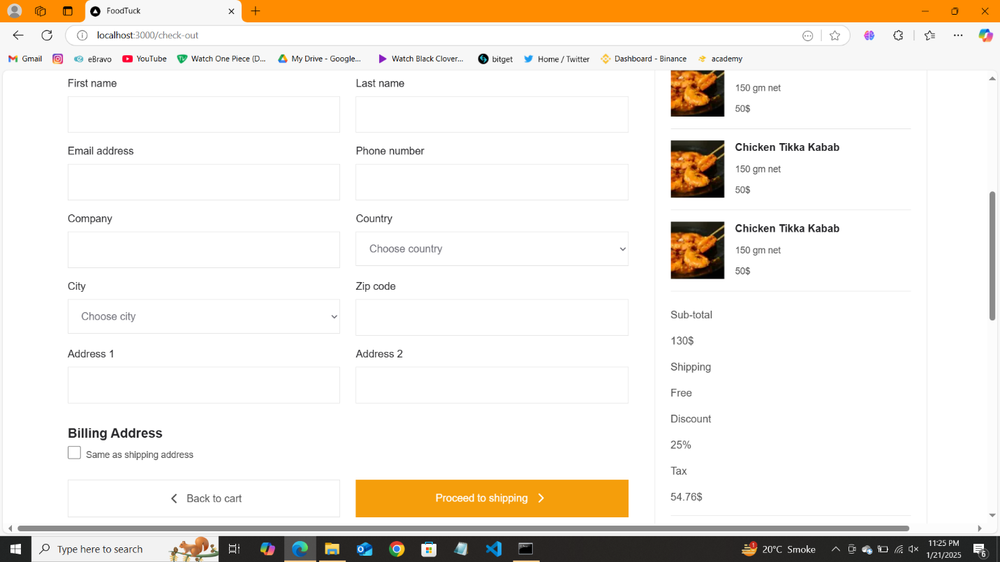 FoodTuck
localhost:3000/check-out
Gmail
eBravo
YouTube
Watch One Piece (D...
My Drive - Google...
Watch Black Clover...
bitget
Home / Twitter
Dashboard - Binance
academy
First name
Last name
Email address
Phone number
Company
Country
Choose country
City
Zip code
Choose city
Address 1
Address 2
Billing Address
Same as shipping address
Back to cart
Proceed to shipping
150 gm net
50$
Chicken Tikka Kabab
150 gm net
50$
Chicken Tikka Kabab
150 gm net
50$
Sub-total
130$
Shipping
Free
Discount
25%
Tax
54.76$
Type here to search
1
20°C Smoke
11:25 PM
1/21/2025
6